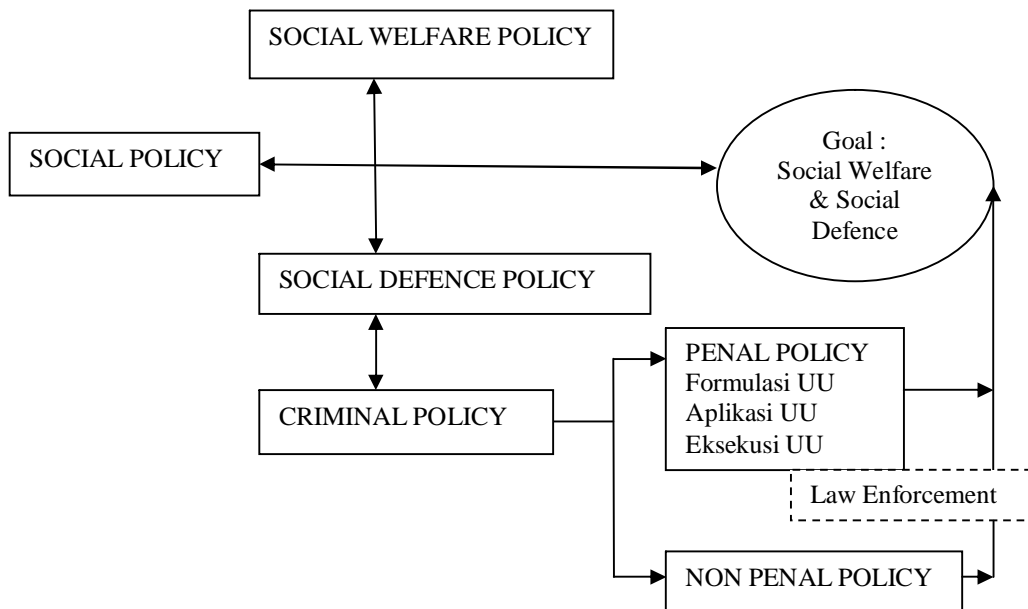 SOCIAL WELFARE POLICY
SOCIAL POLICY
Goal :
Social Welfare
& Social
Defence
SOCIAL DEFENCE POLICY
PENAL POLICY
Formulasi UU
Aplikasi UU
Eksekusi UU
CRIMINAL POLICY
Law Enforcement
NON PENAL POLICY